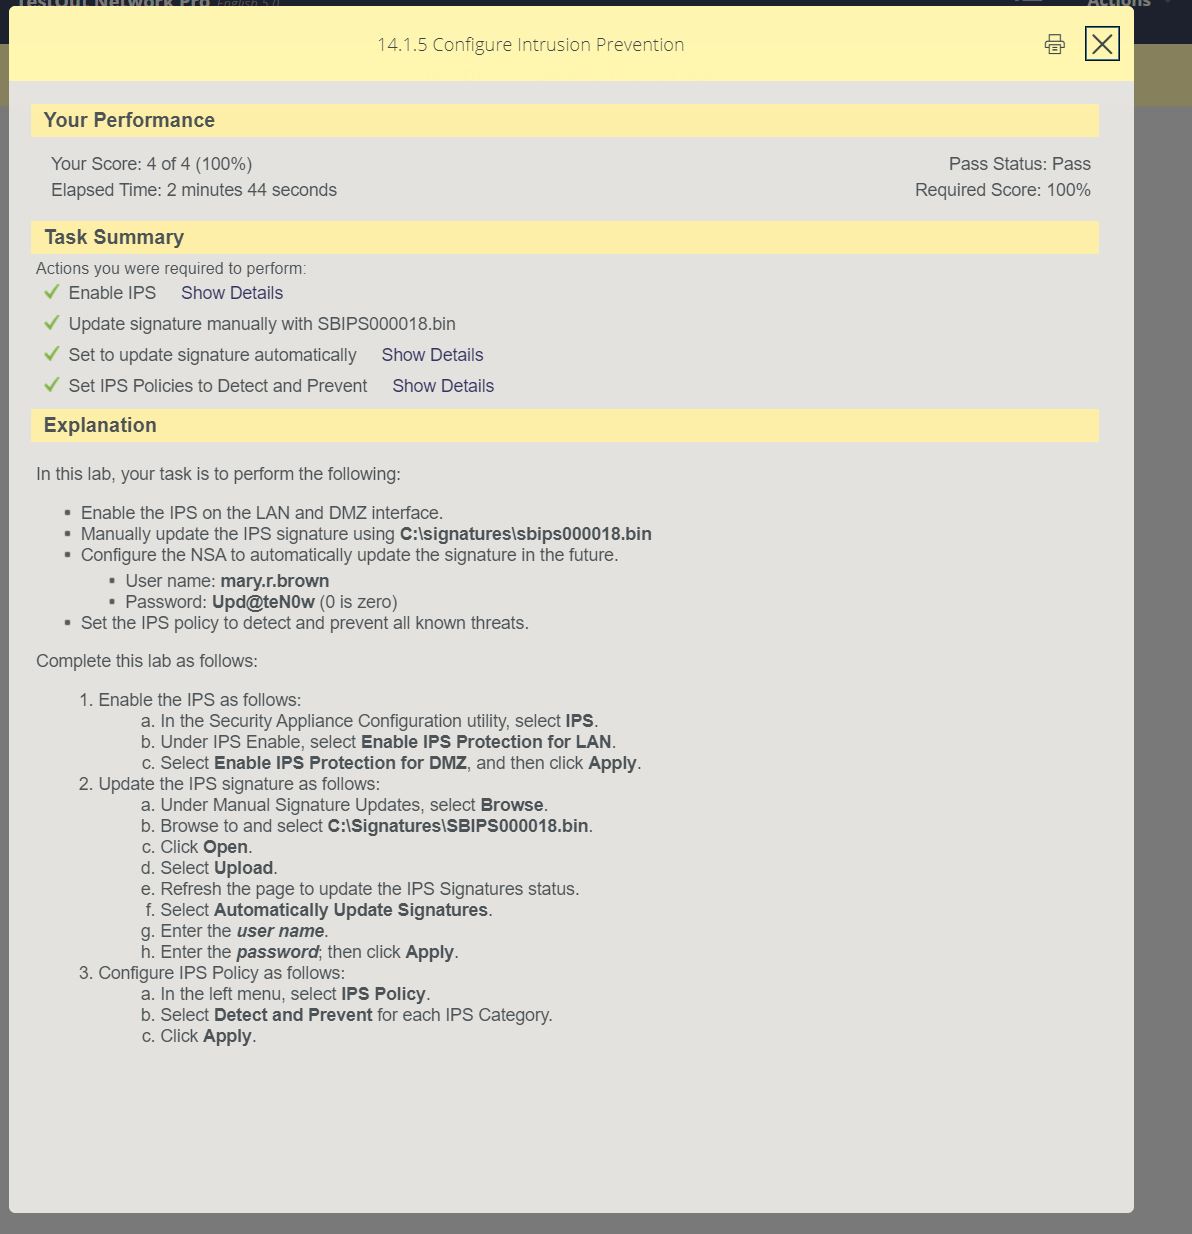 TestOut Network Pro English 5.0
Actions
14.1.5 Configure Intrusion Prevention
Your Performance
Your Score: 4 of 4 (100%)
Pass Status: Pass
Elapsed Time: 2 minutes 44 seconds
Required Score: 100%
Task Summary
Actions you were required to perform:
Enable IPS Show Details
Update signature manually with SBIPS000018.bin
Set to update signature automatically Show Details
Set IPS Policies to Detect and Prevent Show Details
Explanation
In this lab, your task is to perform the following:
▪ Enable the IPS on the LAN and DMZ interface.
▪ Manually update the IPS signature using C:\signatures\sbips000018.bin
▪ Configure the NSA to automatically update the signature in the future.
▪ User name: mary.r.brown
▪ Password: Upd@teN0w (0 is zero)
▪ Set the IPS policy to detect and prevent all known threats.
Complete this lab as follows:
1. Enable the IPS as follows:
a. In the Security Appliance Configuration utility, select IPS.
b. Under IPS Enable, select Enable IPS Protection for LAN.
c. Select Enable IPS Protection for DMZ, and then click Apply.
2. Update the IPS signature as follows:
a. Under Manual Signature Updates, select Browse.
b. Browse to and select C:\Signatures\SBIPS000018.bin.
c. Click Open.
d. Select Upload.
e. Refresh the page to update the IPS Signatures status.
f. Select Automatically Update Signatures.
g. Enter the user name.
h. Enter the password; then click Apply.
3. Configure IPS Policy as follows:
a. In the left menu, select IPS Policy.
b. Select Detect and Prevent for each IPS Category.
c. Click Apply.